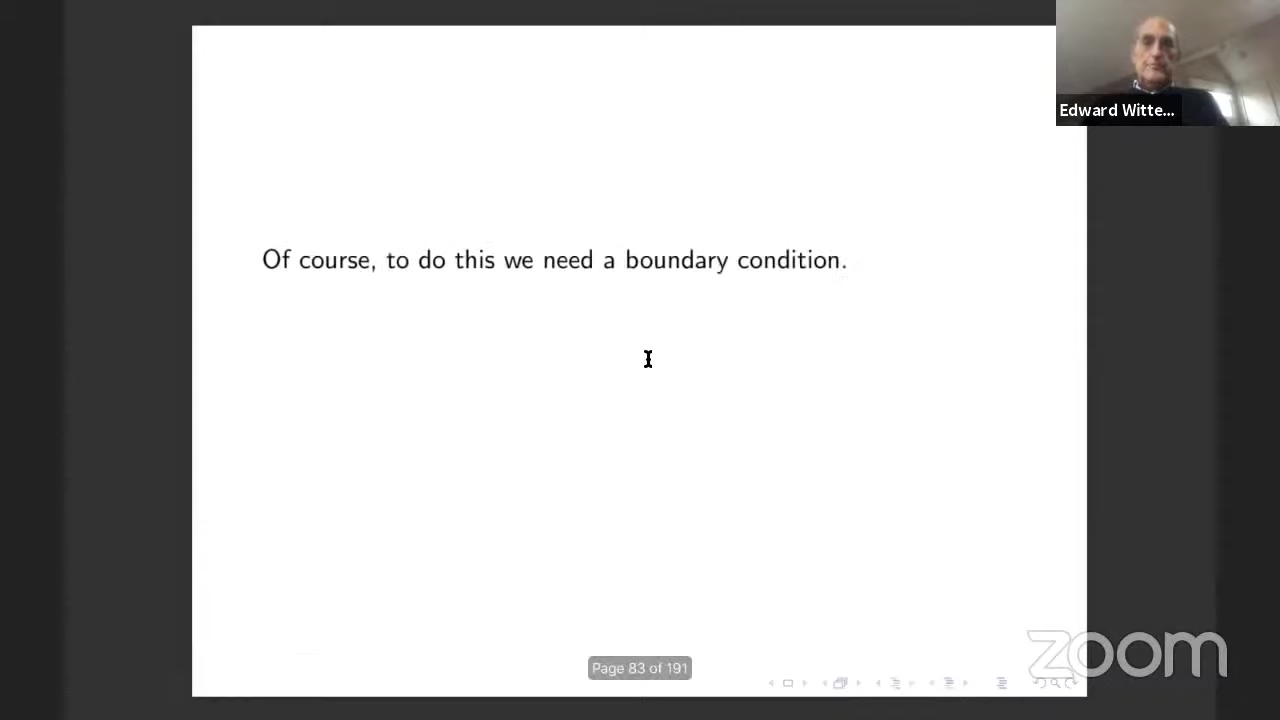 Edward Witte...
Of course, to do this we need a boundary condition.
Page 83 of 191
zoom